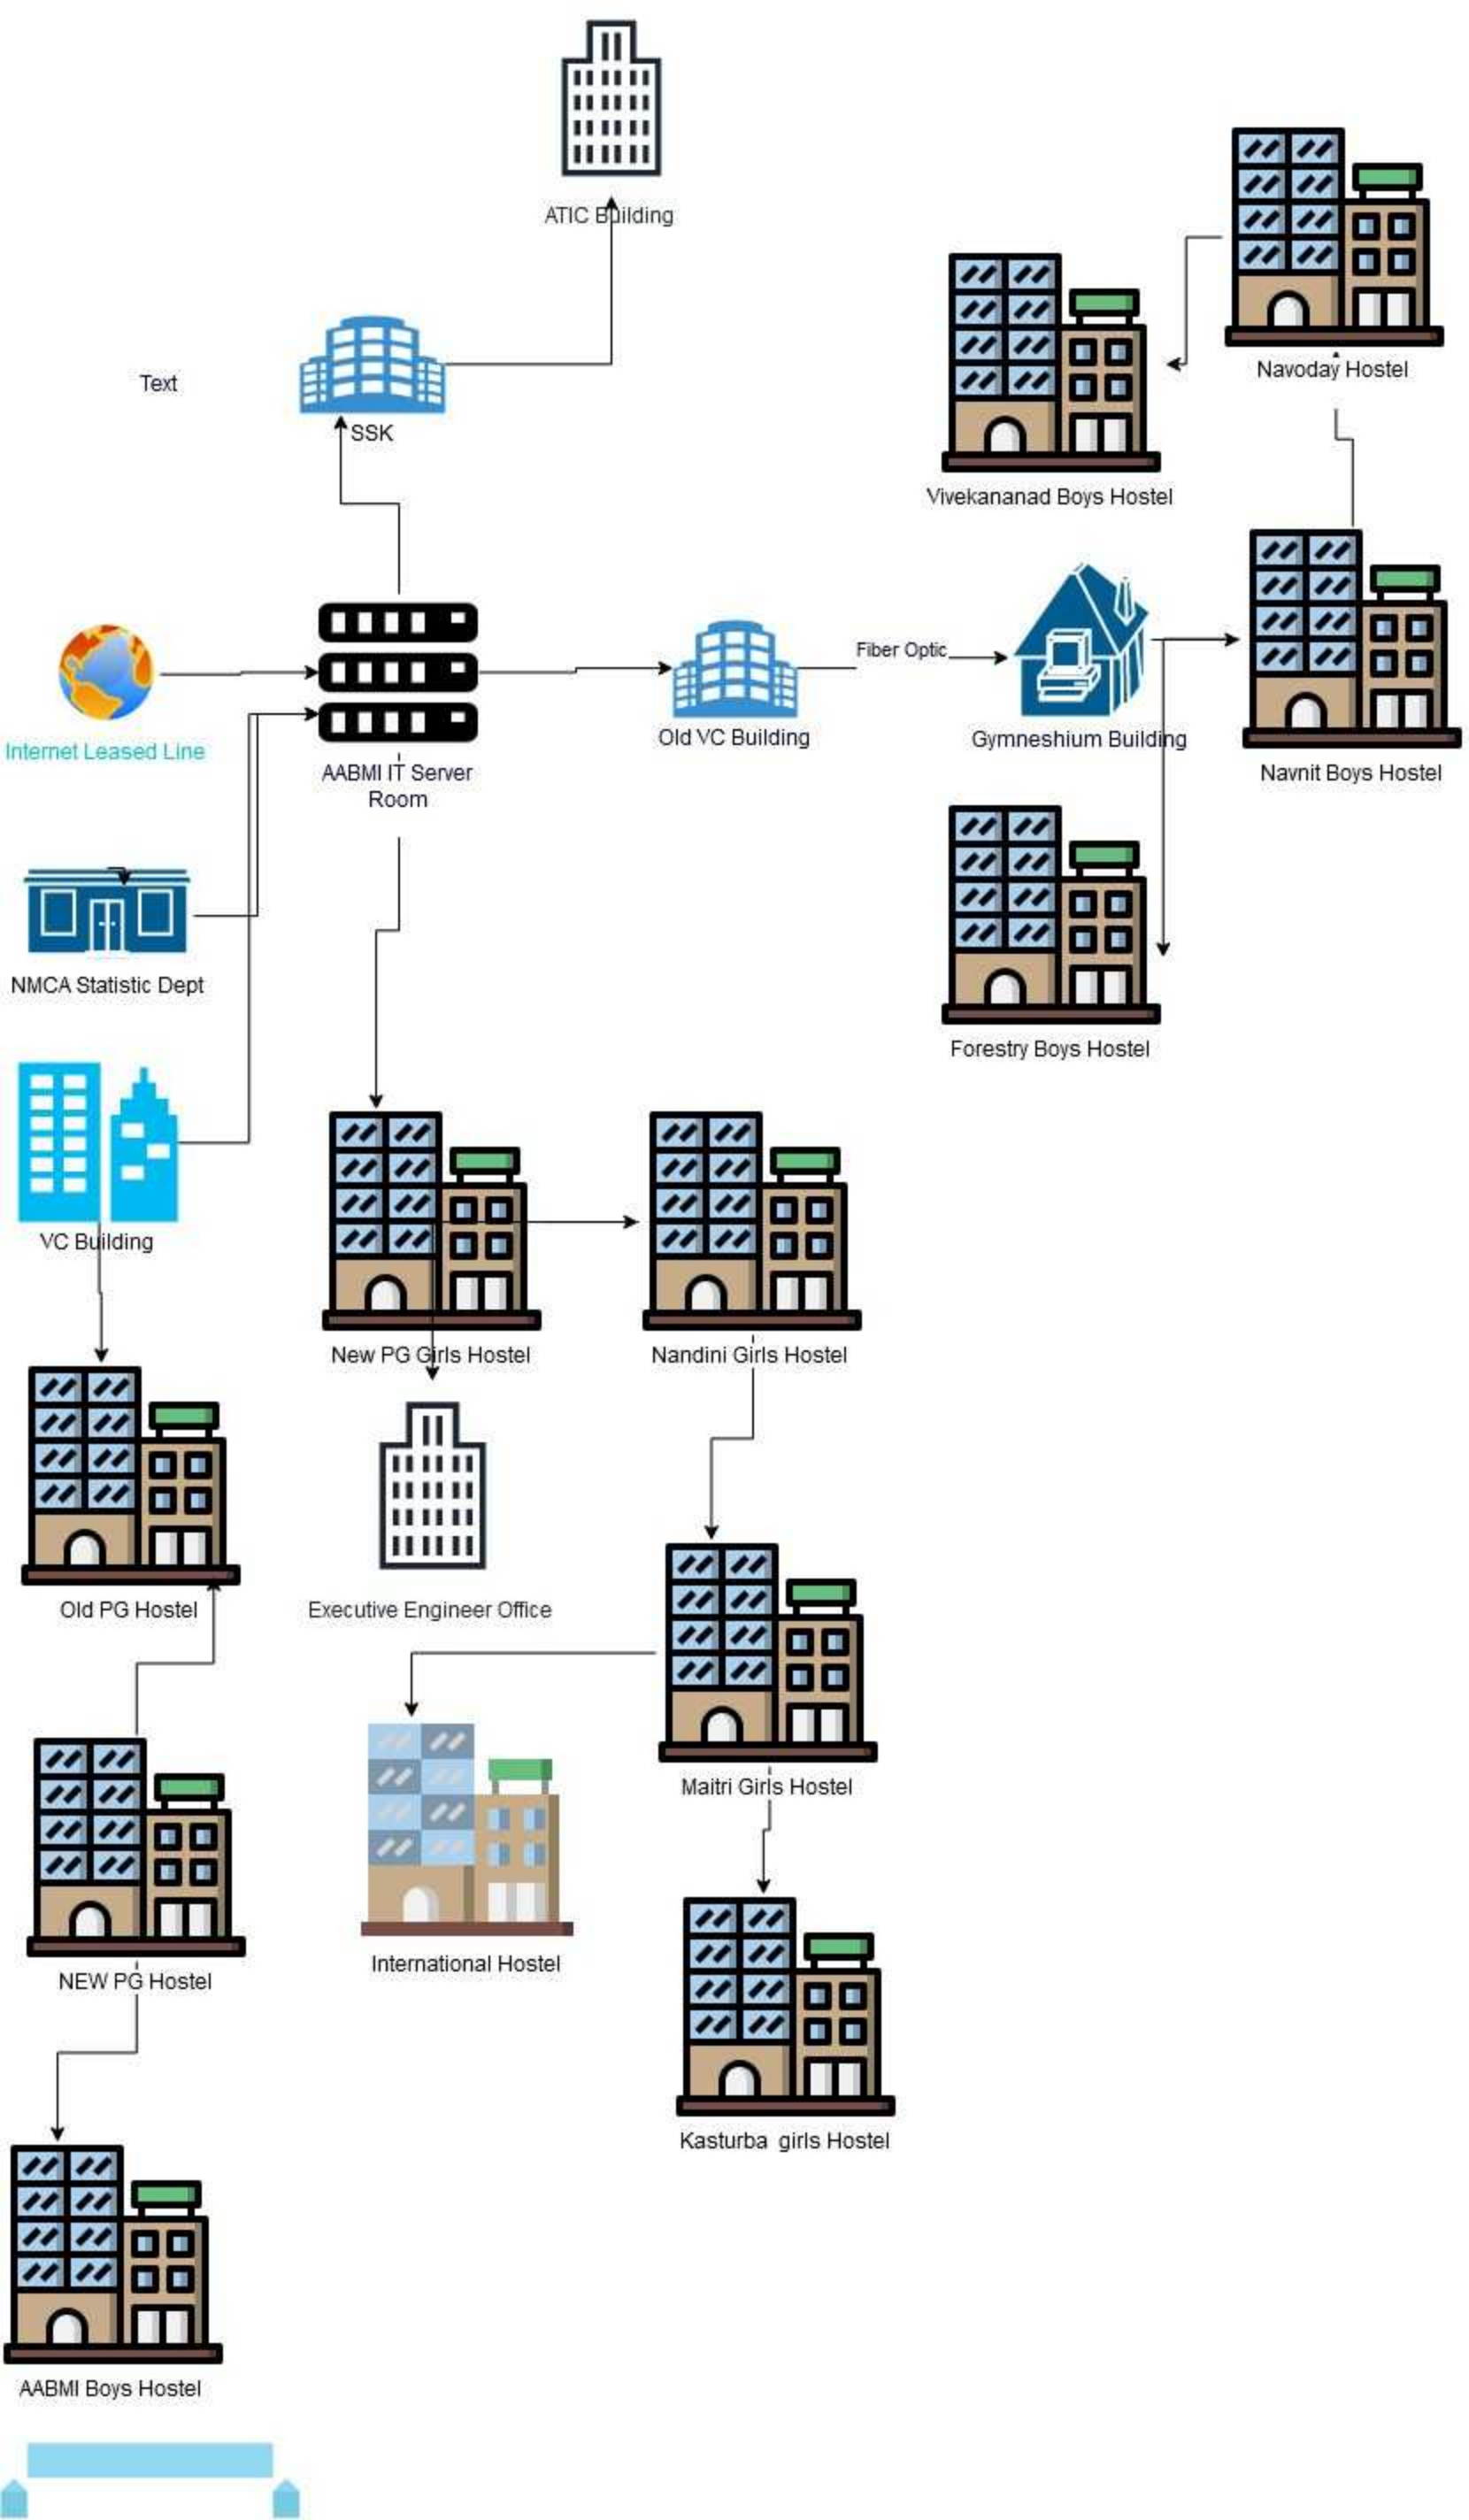 ATIC Building
Navoday Hostel
Text
SSK
Vivekananad Boys Hostel
Fiber Optic
Internet Leased Line
AABMI IT Server
Room
Old VC Building
Gymneshium Building
Navnit Boys Hostel
NMCA Statistic Dept
Forestry Boys Hostel
VC Building
New PG Girls Hostel
Nandini Girls Hostel
Old PG Hostel
Executive Engineer Office
Maitri Girls Hostel
NEW PG Hostel
International Hostel
Kasturba  girls Hostel
AABMI Boys Hostel